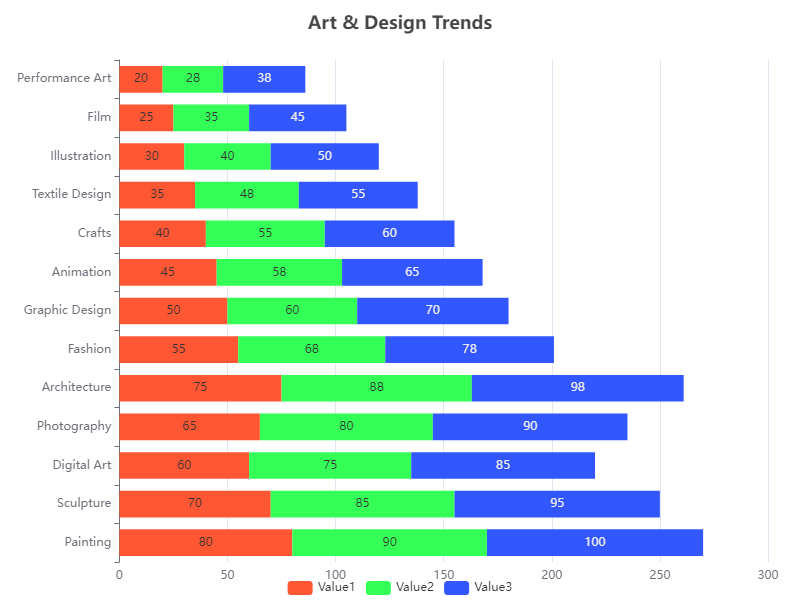 Art & Design Trends
Performance Art 20 28 38
Film 25 35 45
Illustration 30 40 50
Textile Design 35 48 55
Crafts 40 55 60
Animation 45 58 65
Graphic Design 50 60 70
Fashion 55 68 78
Architecture 75 88 98
Photography 65 80 90
Digital Art 60 75 85
Sculpture 70 85 95
Painting 80 90 100
0 50 100 150 200 250 300
Value1 Value2 Value3